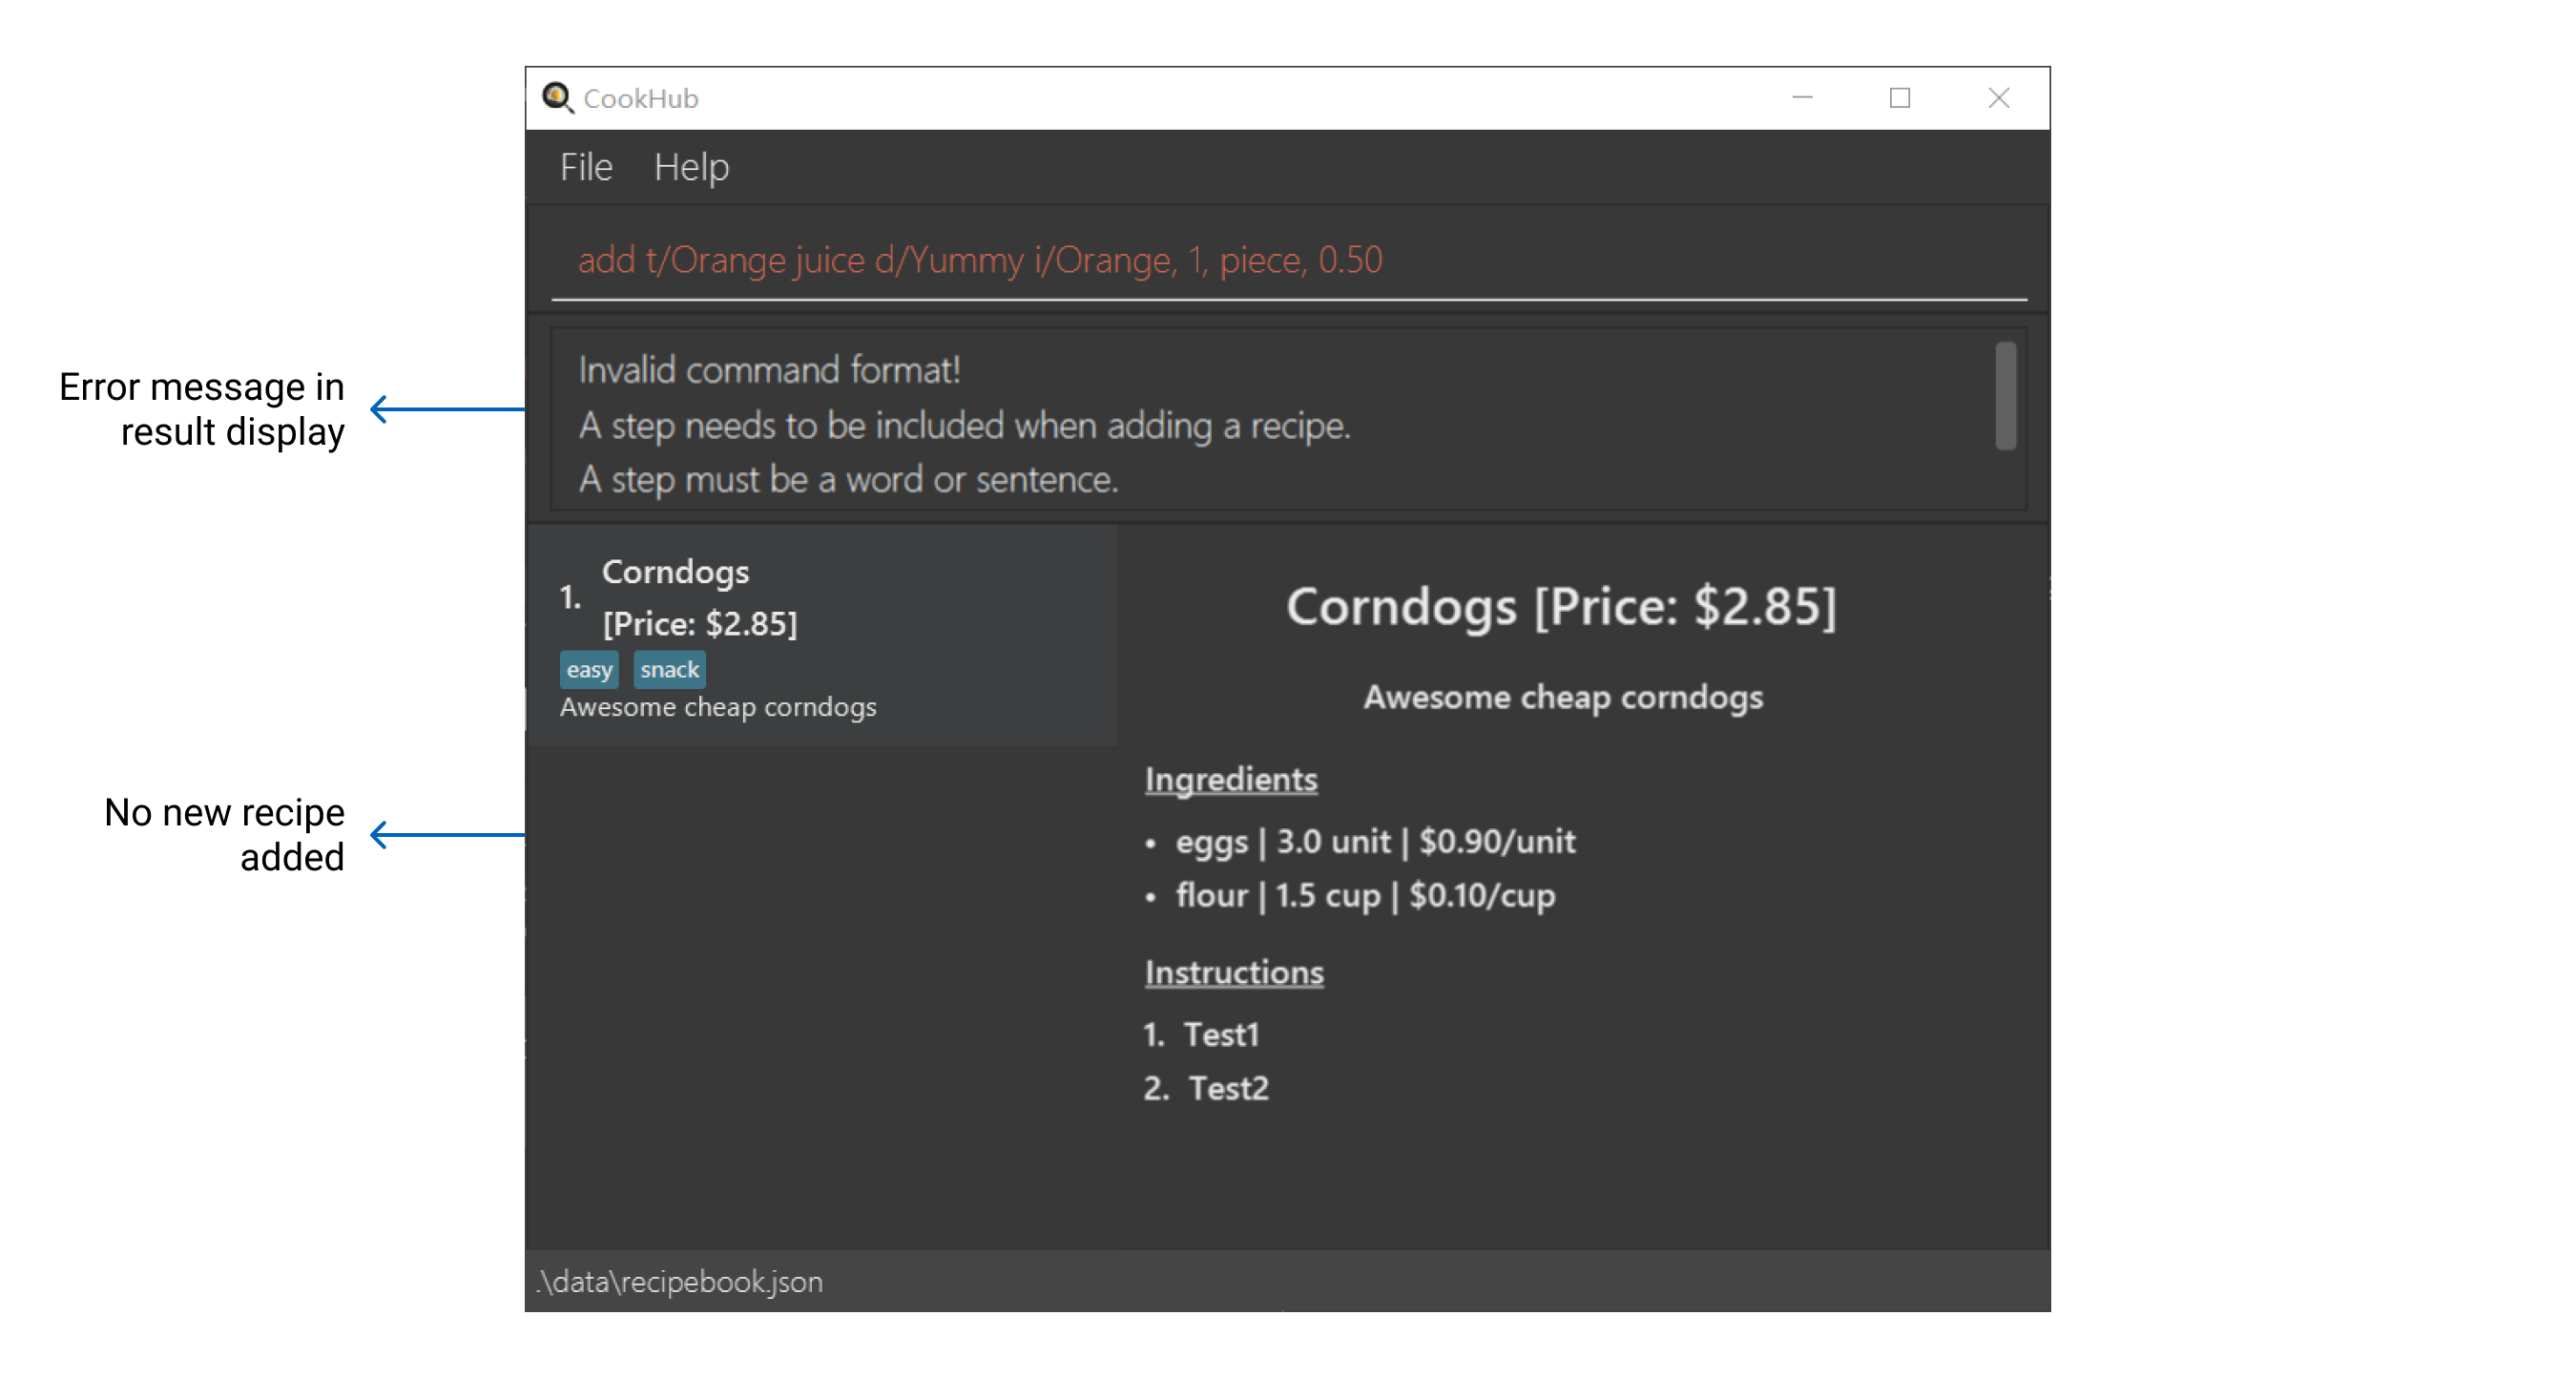 CookHub
File Help
add t/Orange juice d/Yummy i/Orange, 1, piece, 0.50
Error message in
result display
Invalid command format!
A step needs to be included when adding a recipe.
A step must be a word or sentence.
1. Corndogs
[Price: $2.85]
easy snack
Awesome cheap corndogs
No new recipe
added
Corndogs [Price: $2.85]
Awesome cheap corndogs
Ingredients
• eggs | 3.0 unit | $0.90/unit
• flour | 1.5 cup | $0.10/cup
Instructions
1. Test1
2. Test2
.\data\recipebook.json